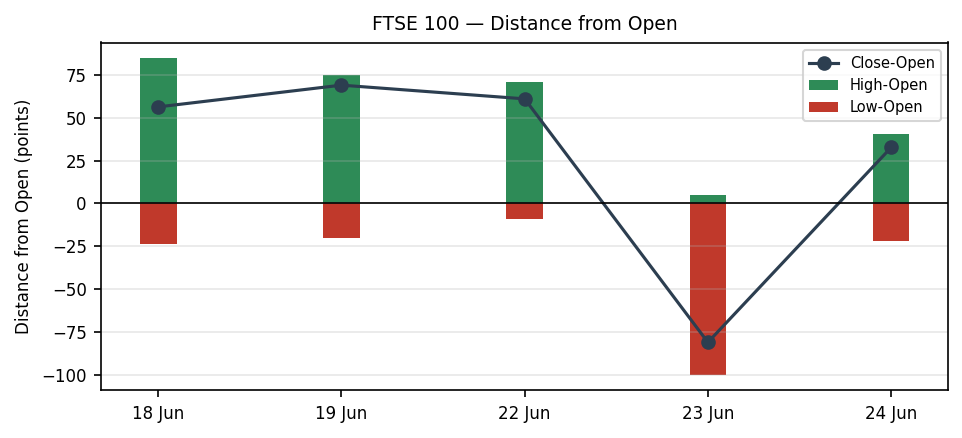 FTSE 100 — Distance from Open
Distance from Open (points)
75
50
25
0
−25
−50
−75
−100
Close-Open
High-Open
Low-Open
18 Jun
19 Jun
22 Jun
23 Jun
24 Jun